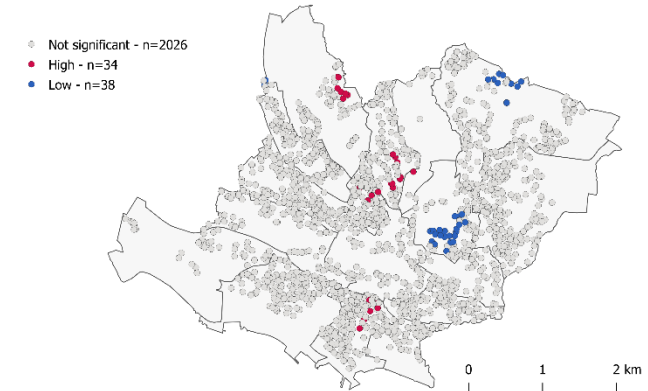 Not significant - n=2026
High - n=34
Low - n=38
0 1 2 km